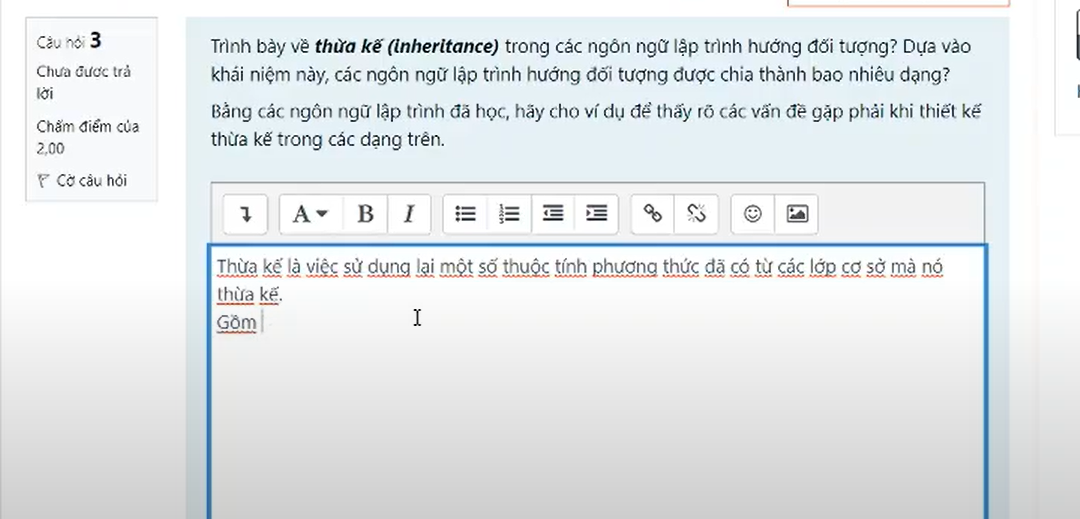 Câu hỏi 3
Chưa được trả
lời
Chấm điểm của
2,00
Cờ câu hỏi
Trình bày về thừa kế (inheritance) trong các ngôn ngữ lập trình hướng đối tượng? Dựa vào
khái niệm này, các ngôn ngữ lập trình hướng đối tượng được chia thành bao nhiêu dạng?
Bằng các ngôn ngữ lập trình đã học, hãy cho ví dụ để thấy rõ các vấn đề gặp phải khi thiết kế
thừa kế trong các dạng trên.
A B I
Thừa kế là việc sử dụng lại một số thuộc tính phương thức đã có từ các lớp cơ sở mà nó
thừa kế.
Gồm